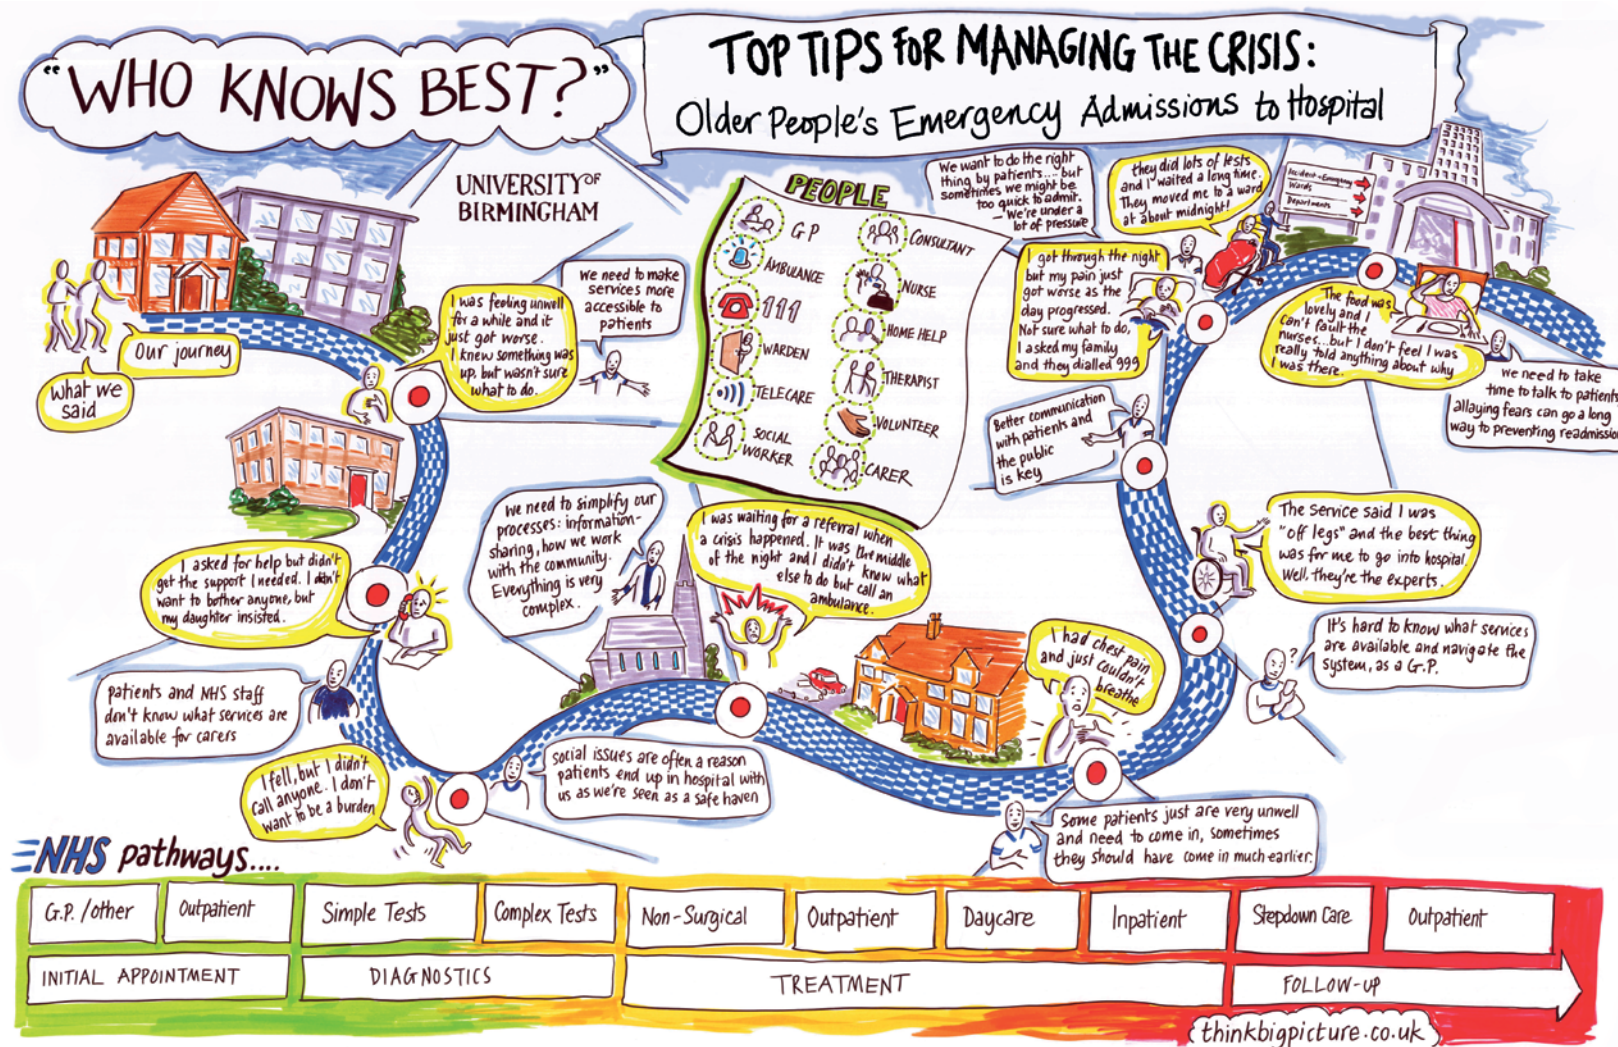 "WHO KNOWS BEST?"
TOP TIPS FOR MANAGING THE CRISIS:
Older People's Emergency Admissions to Hospital
UNIVERSITY OF
BIRMINGHAM
Our journey
What we
said
I was feeling unwell
for a while and it
just got worse.
I knew something was
up, but wasn't sure
what to do.
we need to make
services more
accessible to
patients
PEOPLE
GP
AMBULANCE
111
WARDEN
TELECARE
SOCIAL
WORKER
CONSULTANT
NURSE
HOME HELP
THERAPIST
VOLUNTEER
CARER
We want to do the right
thing by patients.... but
sometimes we might be
too quick to admit.
- We're under a
lot of pressure
they did lots of tests
and I waited a long time.
They moved me to a ward
at about midnight!
Accident + Emergency
Wards
Departments
I got through the night
but my pain just
got worse as the
day progressed.
Not sure what to do,
I asked my family
and they dialled 999
The food was
lovely and I
can't fault the
nurses...but I don't feel I was
really told anything about why
I was there.
We need to take
time to talk to patients
allaying fears can go a long
way to preventing readmission
Better communication
with patients and
the public
is key
I asked for help but didn't
get the support I needed. I didn't
want to bother anyone, but
my daughter insisted.
We need to simplify our
processes: information-
sharing, how we work
with the community.
Everything is very
complex.
I was waiting for a referral when
a crisis happened. It was the middle
of the night and I didn't know what
else to do but call an
ambulance.
The service said I was
"off legs" and the best thing
was for me to go into hospital.
Well, they're the experts.
It's hard to know what services
are available and navigate the
system, as a G.P.
?
I had chest pain
and just couldn't
breathe
patients and NHS staff
don't know what services are
available for carers
I fell, but I didn't
call anyone. I don't
want to be a burden
Social issues are often a reason
patients end up in hospital with
us as we're seen as a safe haven
Some patients just are very unwell
and need to come in, sometimes
they should have come in much earlier.
NHS pathways....
G.P. /other
Outpatient
Simple Tests
Complex Tests
Non-Surgical
Outpatient
Daycare
Inpatient
Stepdown Care
Outpatient
INITIAL APPOINTMENT
DIAGNOSTICS
TREATMENT
FOLLOW-UP
thinkbigpicture.co.uk